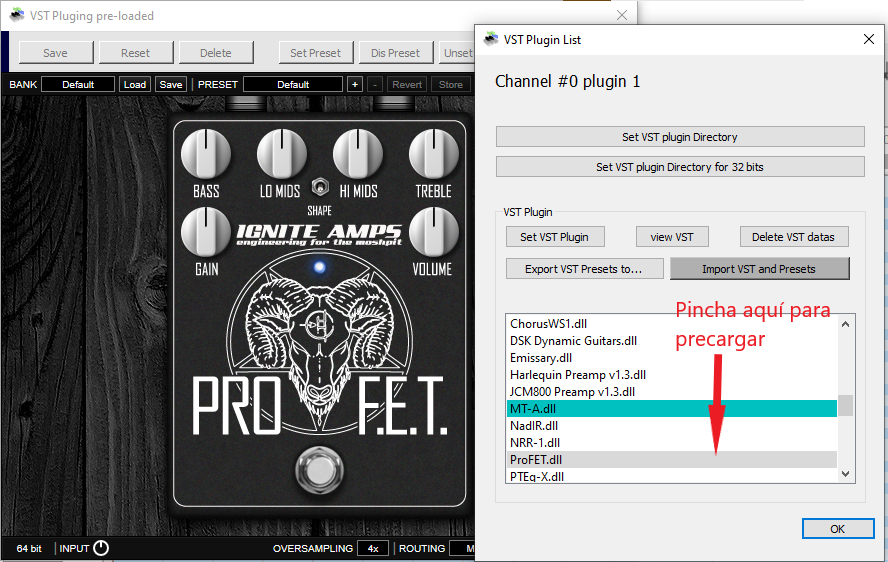 VST Pluging pre-loaded
Save Reset Delete Set Preset Dis Preset Unset
BANK Default Load Save PRESET Default + - Revert Store
BASS LO MIDS HI MIDS TREBLE
SHAPE
IGNITE AMPS
engineering for the moshpit
GAIN VOLUME
PRO F.E.T.
64 bit INPUT OVERSAMPLING 4x ROUTING M
VST Plugin List
Channel #0 plugin 1
Set VST plugin Directory
Set VST plugin Directory for 32 bits
VST Plugin
Set VST Plugin view VST Delete VST datas
Export VST Presets to... Import VST and Presets
Pincha aquí para
precargar
ChorusWS1.dll
DSK Dynamic Guitars.dll
Emissary.dll
Harlequin Preamp v1.3.dll
JCM800 Preamp v1.3.dll
MT-A.dll
NadIR.dll
NRR-1.dll
ProFET.dll
PTEq-X.dll
OK